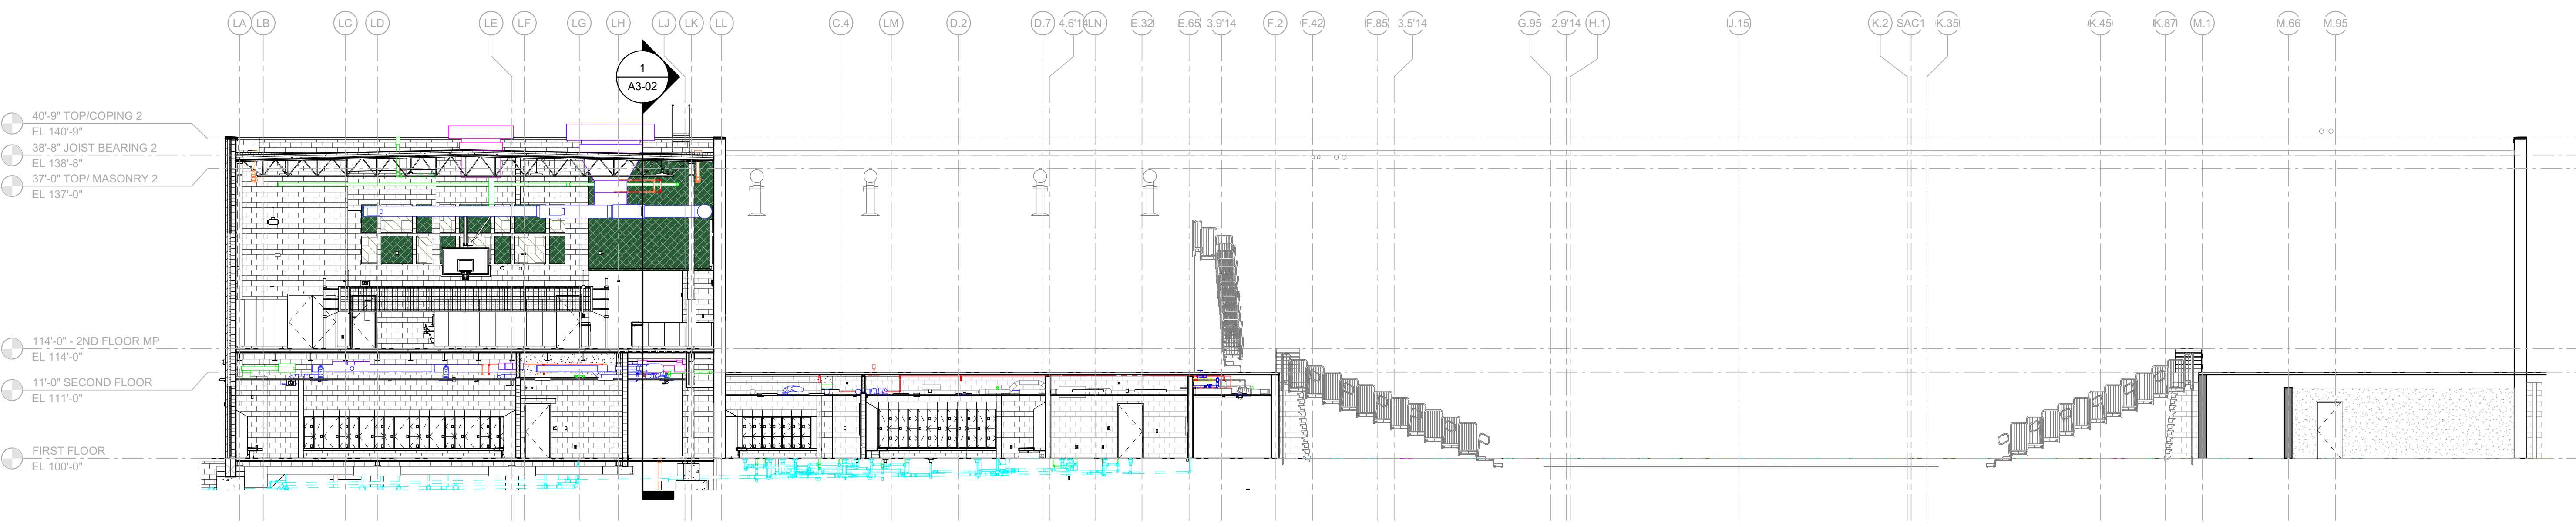 LA LB LC LD LE LF LG LH LJ LK LL C.4 LM D.2 D.7 4.6'14 LN E.32 E.65 3.9'14 F.2 F.42 F.85 3.5'14 G.95 2.9'14 H.1 J.15 K.2 SAC1 K.35 K.45 K.87 M.1 M.66 M.95
1
A3-02
40'-9" TOP/COPING 2
EL 140'-9"
38'-8" JOIST BEARING 2
EL 138'-8"
37'-0" TOP/ MASONRY 2
EL 137'-0"
114'-0" - 2ND FLOOR MP
EL 114'-0"
11'-0" SECOND FLOOR
EL 111'-0"
FIRST FLOOR
EL 100'-0"